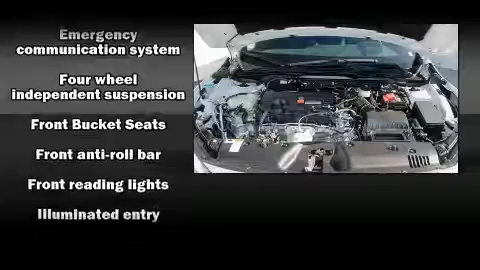 Emergency
communication system
Four wheel
independent suspension
Front Bucket Seats
Front anti-roll bar
Front reading lights
Illuminated entry